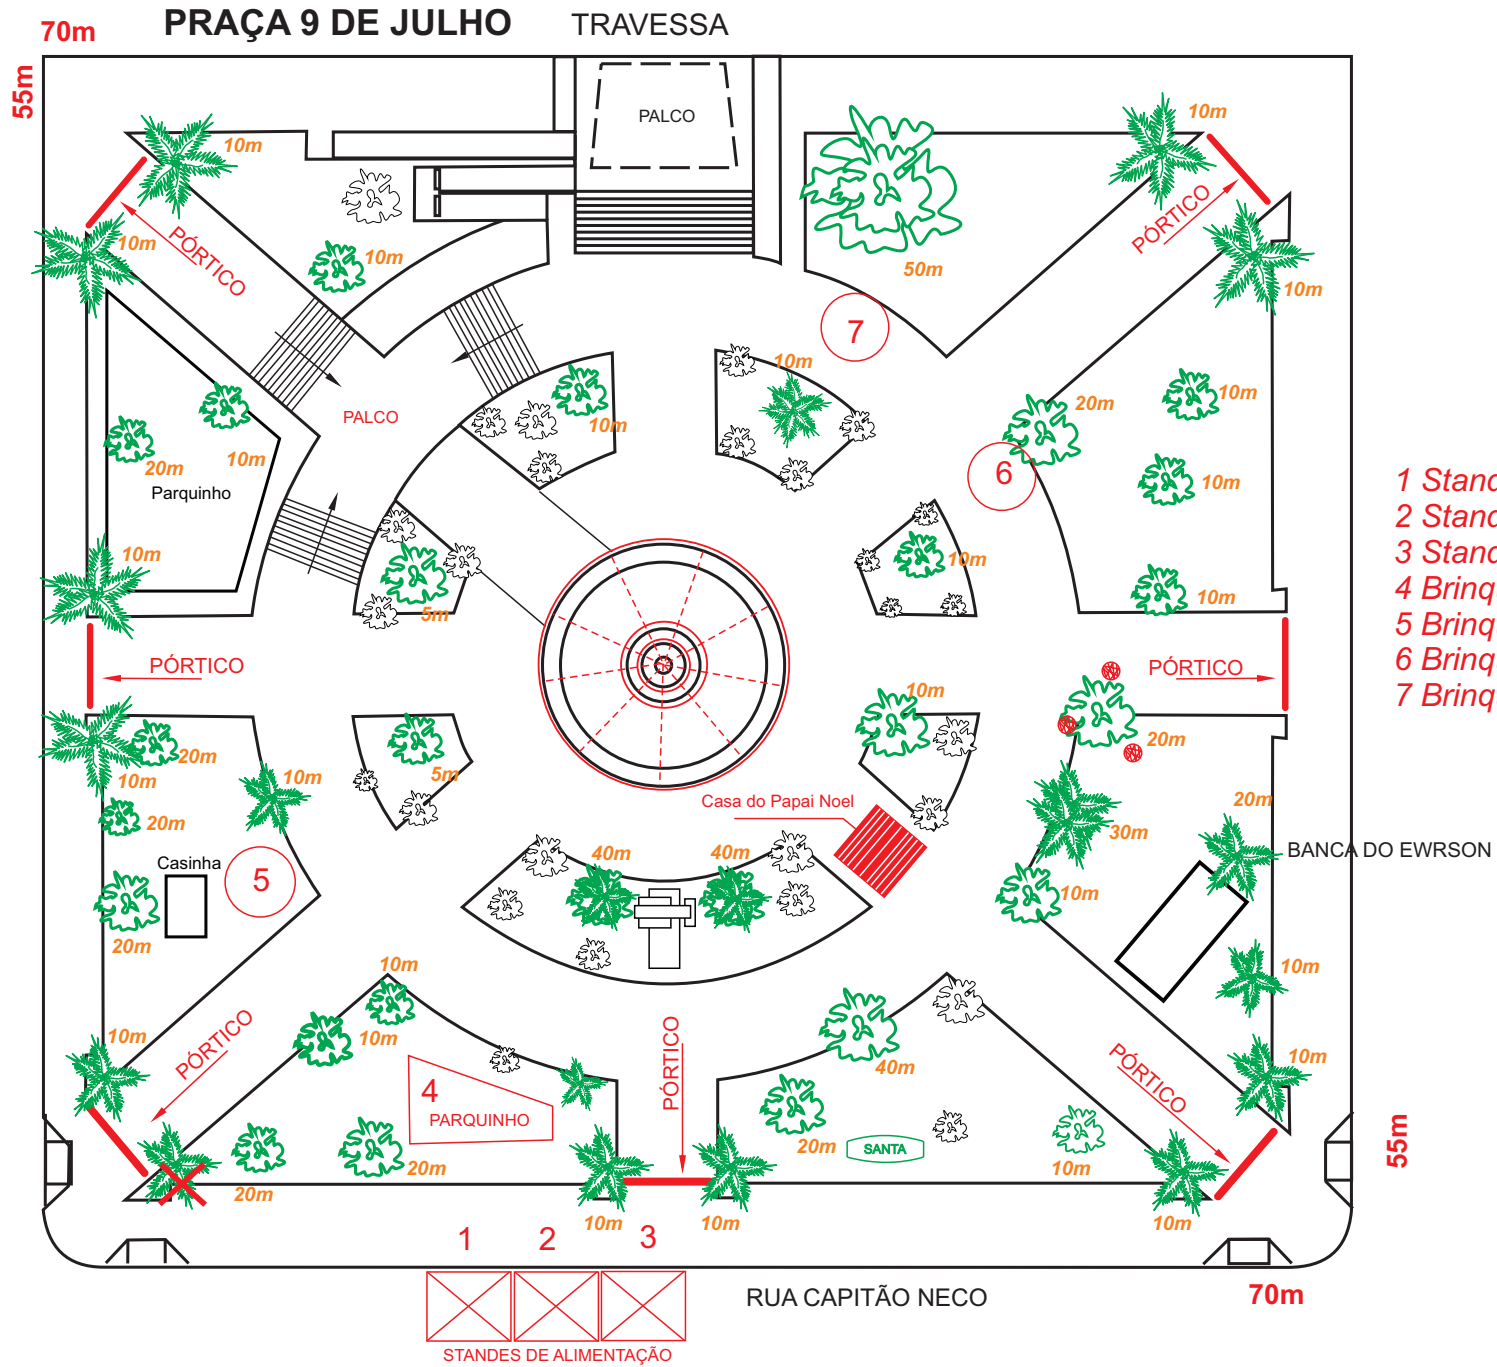 PRAÇA 9 DE JULHO
TRAVESSA
70m
55m
PALCO
10m
10m
10m
10m
PÓRTICO
PÓRTICO
50m
10m
7
10m
20m
10m
PALCO
10m
20m
10m
Parquinho
6
10m
1 Stand
2 Stand
3 Stand
4 Brinq
5 Brinq
6 Brinq
7 Brinq
10m
10m
5m
10m
PÓRTICO
PÓRTICO
10m
20m
20m
5m
10m
10m
20m
Casa do Papai Noel
20m
30m
Casinha
5
40m
40m
BANCA DO EWRSON
10m
20m
10m
10m
10m
PÓRTICO
10m
PÓRTICO
40m
PÓRTICO
10m
4
PARQUINHO
20m
20m
20m
SANTA
10m
55m
10m
10m
10m
1
2
3
RUA CAPITÃO NECO
70m
STANDES DE ALIMENTAÇÃO